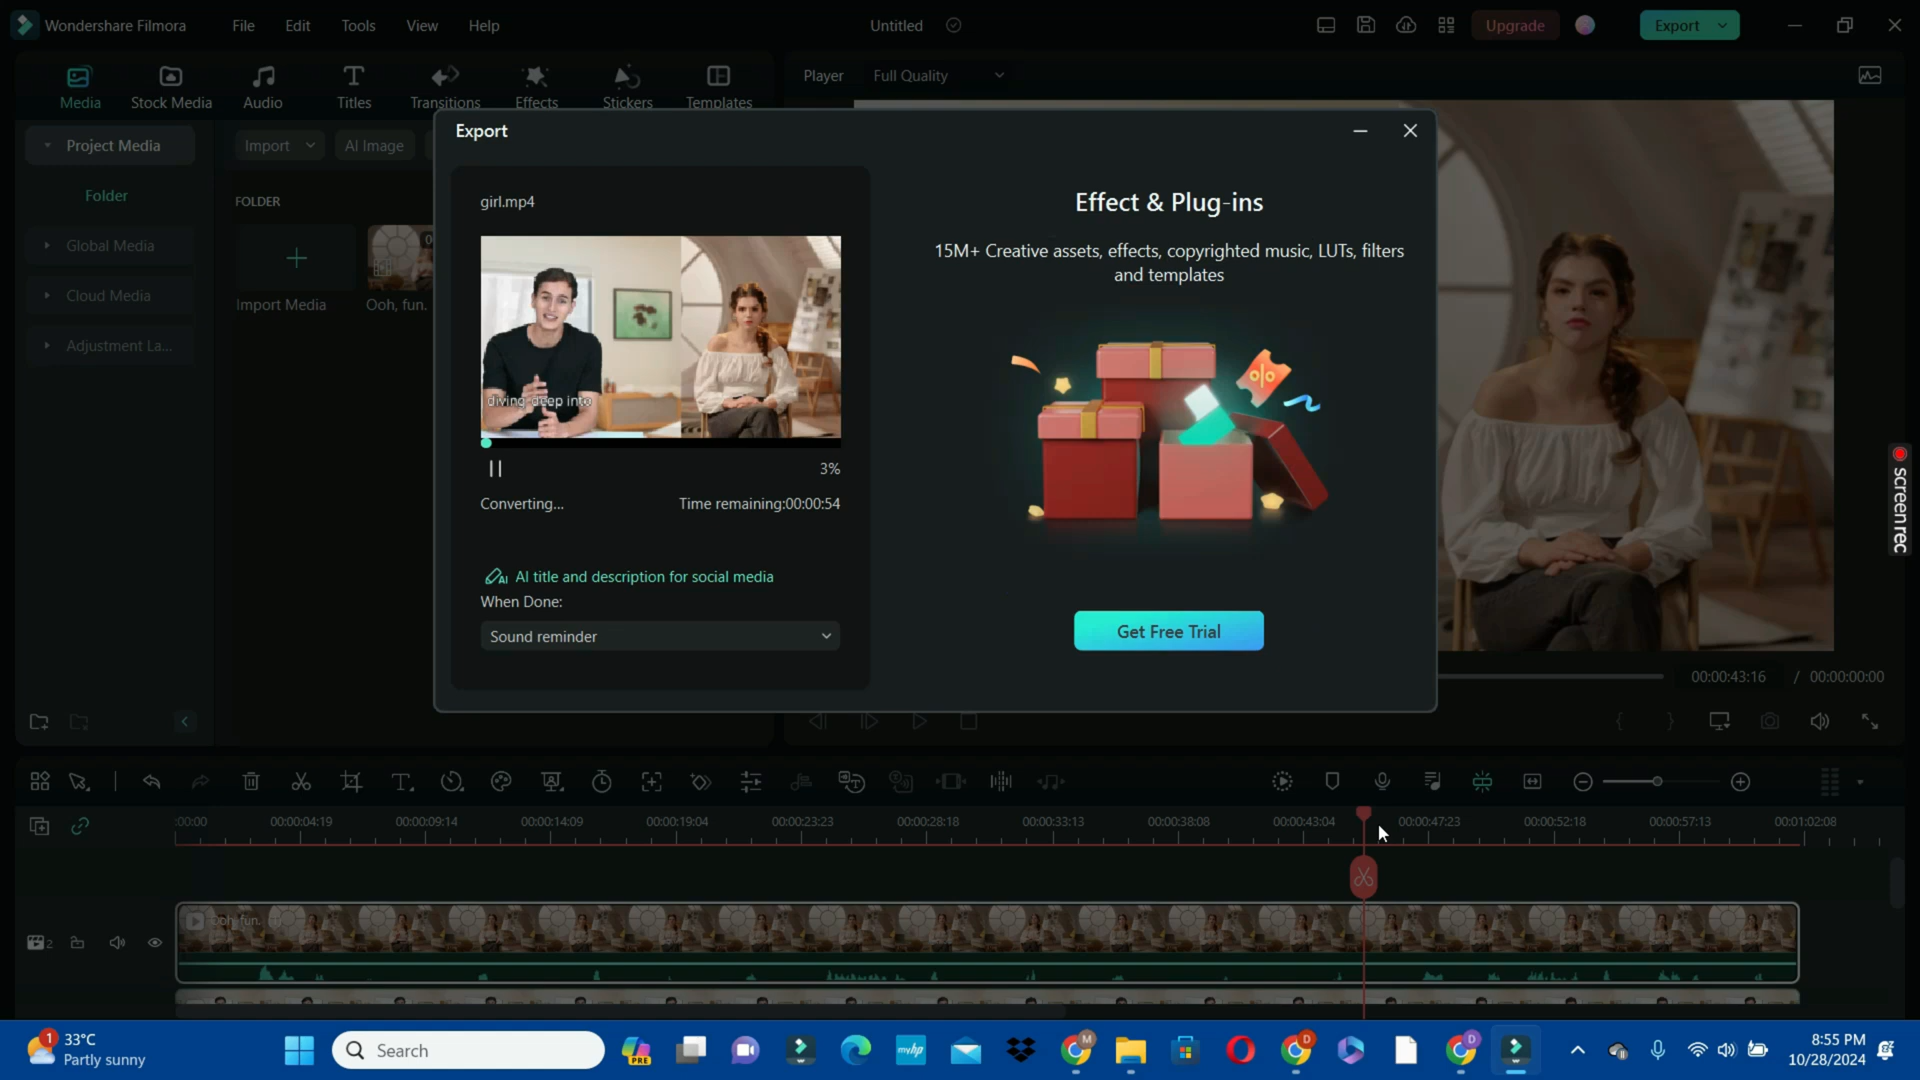 Wondershare Filmora
File
Edit
Tools
View
Help
Untitled
Upgrade
Export
Media
Stock Media
Audio
Titles
Transitions
Effects
Stickers
Templates
Player
Full Quality
Project Media
Folder
Global Media
Cloud Media
Adjustment La...
Import
AI Image
FOLDER
Import Media
Ooh, fun.
Export
girl.mp4
diving deep into
3%
Converting...
Time remaining:00:00:54
AI title and description for social media
When Done:
Sound reminder
Effect & Plug-ins
15M+ Creative assets, effects, copyrighted music, LUTs, filters
and templates
Get Free Trial
screenrec
00:00:43:16
/ 00:00:00:00
:00:00
00:00:04:19
00:00:09:14
00:00:14:09
00:00:19:04
00:00:23:23
00:00:28:18
00:00:33:13
00:00:38:08
00:00:43:04
00:00:47:23
00:00:52:18
00:00:57:13
00:01:02:08
Ooh, fun.
2
1
33°C
Partly sunny
Search
PRE
myhp
M
D
D
8:55 PM
10/28/2024